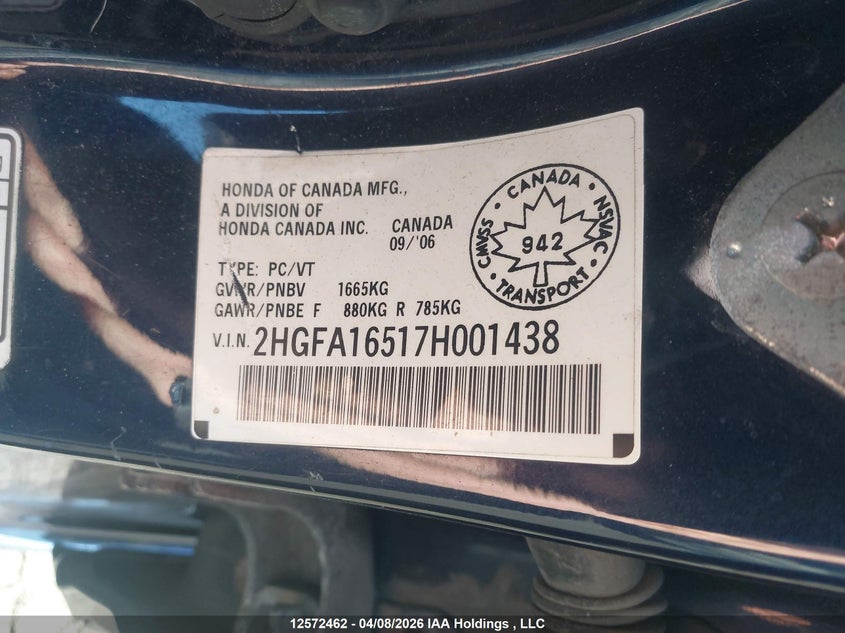 HONDA OF CANADA MFG.,
A DIVISION OF
HONDA CANADA INC. CANADA
09/'06
TYPE: PC/VT
GVWR/PNBV 1665KG
GAWR/PNBE F 880KG R 785KG
V.I.N. 2HGFA16517H001438
CANADA • NSVAC • TRANSPORT • CMVSS •
942
12572462 - 04/08/2026 IAA Holdings , LLC